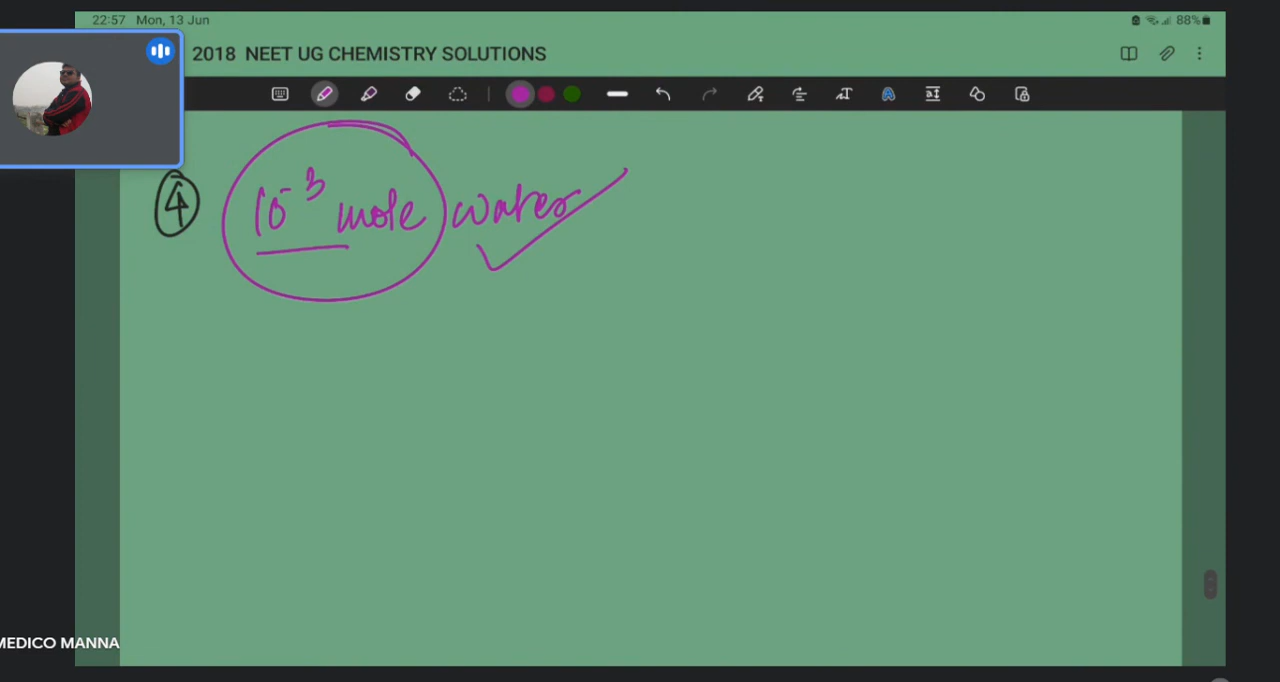 22:57 Mon, 13 Jun 88%
2018 NEET UG CHEMISTRY SOLUTIONS
④ 10⁻³ mole water
MEDICO MANNA